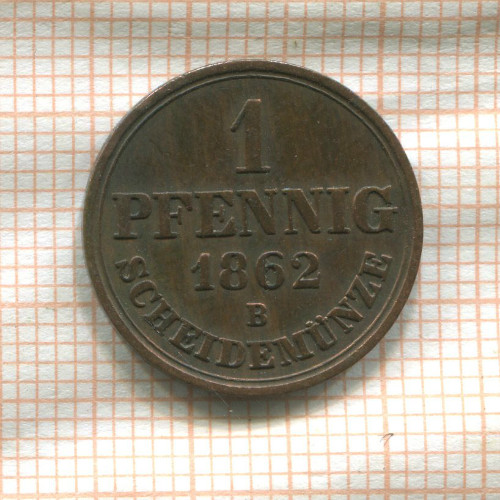 1
PFENNIG
1862
B
SCHEIDEMÜNZE